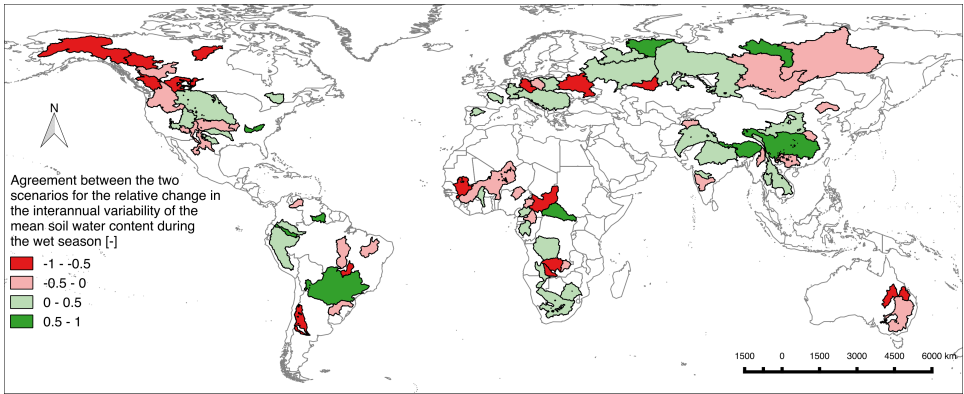 N
Agreement between the two
scenarios for the relative change in
the interannual variability of the
mean soil water content during
the wet season [-]
-1 - -0.5
-0.5 - 0
0 - 0.5
0.5 - 1
1500 0 1500 3000 4500 6000 km